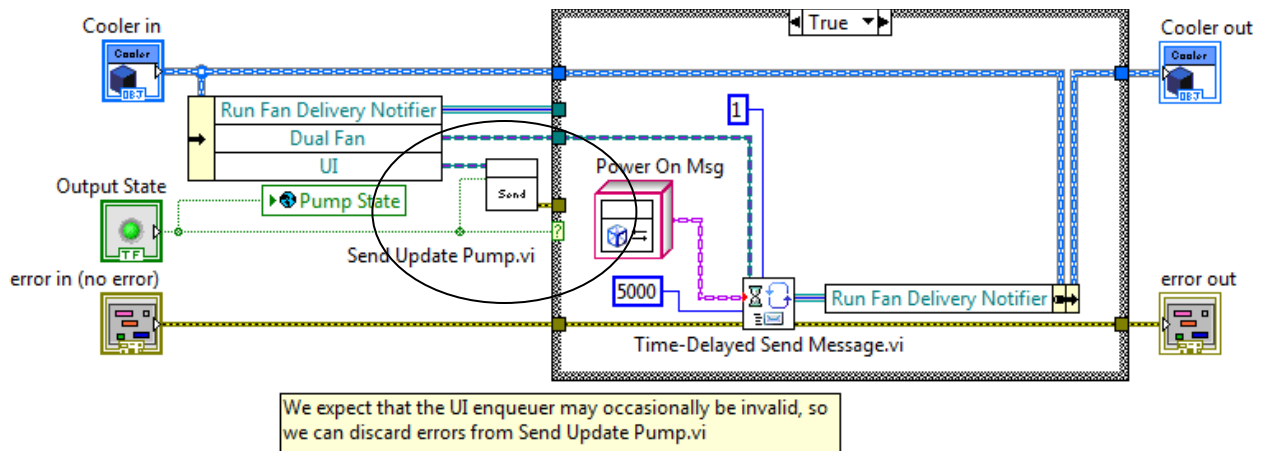 Cooler in
Cooler
OBJ
Run Fan Delivery Notifier
Dual Fan
UI
Output State
TF
Pump State
Send
Send Update Pump.vi
error in (no error)
True
?
1
Power On Msg
5000
Run Fan Delivery Notifier
Time-Delayed Send Message.vi
Cooler out
Cooler
OBJ
error out
We expect that the UI enqueuer may occasionally be invalid, so
we can discard errors from Send Update Pump.vi